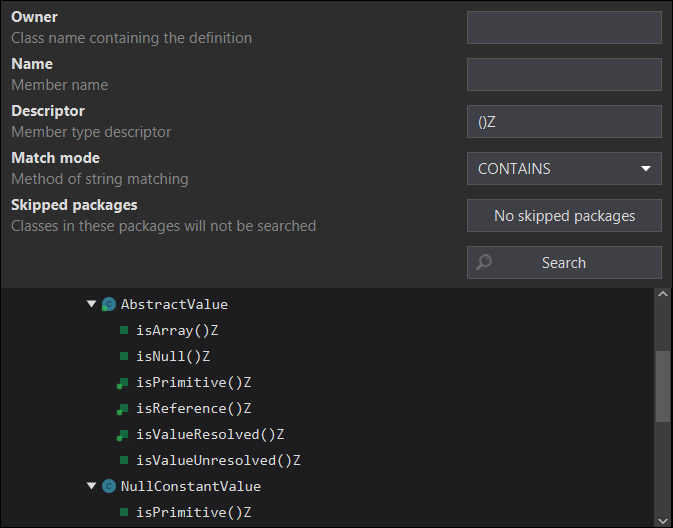 Owner
Class name containing the definition
Name
Member name
Descriptor
Member type descriptor
()Z
Match mode
Method of string matching
CONTAINS
Skipped packages
Classes in these packages will not be searched
No skipped packages
Search
AbstractValue
isArray()Z
isNull()Z
isPrimitive()Z
isReference()Z
isValueResolved()Z
isValueUnresolved()Z
NullConstantValue
isPrimitive()Z